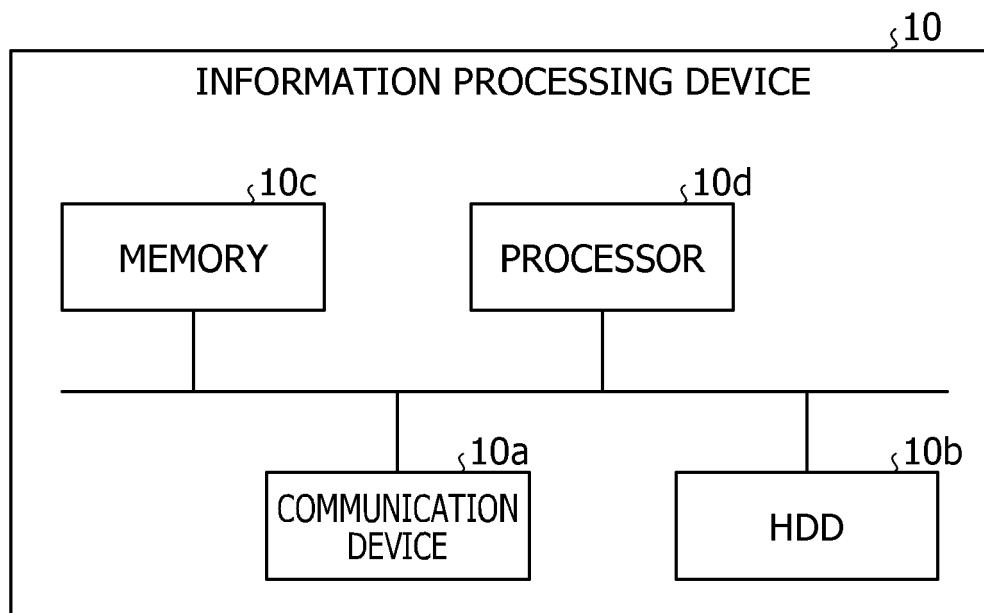 10
INFORMATION PROCESSING DEVICE
10c
10d
MEMORY
PROCESSOR
10a
10b
COMMUNICATION
DEVICE
HDD